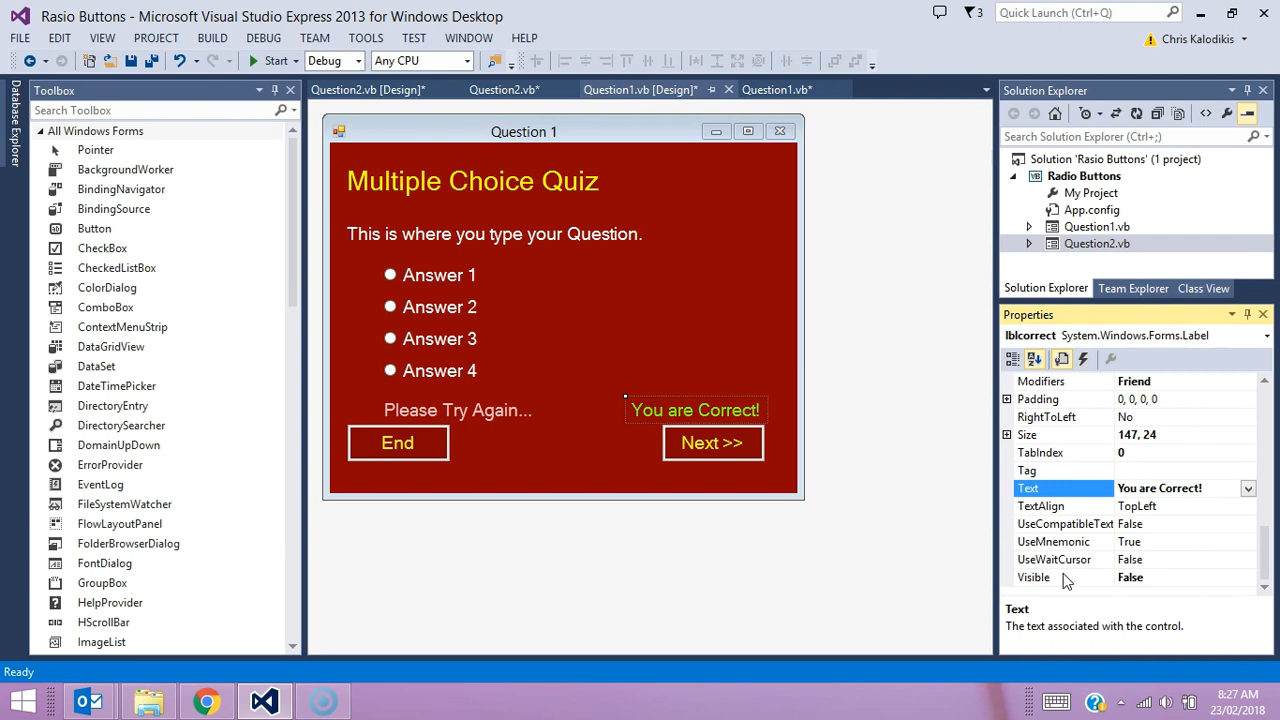 Rasio Buttons - Microsoft Visual Studio Express 2013 for Windows Desktop
3
Quick Launch (Ctrl+Q)
FILE EDIT VIEW PROJECT BUILD DEBUG TEAM TOOLS TEST WINDOW HELP
Chris Kalodikis
Start Debug Any CPU
Database Explorer
Toolbox
Search Toolbox
All Windows Forms
Pointer
BackgroundWorker
BindingNavigator
BindingSource
Button
CheckBox
CheckedListBox
ColorDialog
ComboBox
ContextMenuStrip
DataGridView
DataSet
DateTimePicker
DirectoryEntry
DirectorySearcher
DomainUpDown
ErrorProvider
EventLog
FileSystemWatcher
FlowLayoutPanel
FolderBrowserDialog
FontDialog
GroupBox
HelpProvider
HScrollBar
ImageList
Question2.vb [Design]* Question2.vb* Question1.vb [Design]* Question1.vb*
Question 1
Multiple Choice Quiz
This is where you type your Question.
Answer 1
Answer 2
Answer 3
Answer 4
Please Try Again... You are Correct!
End Next >>
Solution Explorer
Search Solution Explorer (Ctrl+;)
Solution 'Rasio Buttons' (1 project)
Radio Buttons
My Project
App.config
Question1.vb
Question2.vb
Solution Explorer Team Explorer Class View
Properties
lblcorrect System.Windows.Forms.Label
Modifiers Friend
Padding 0, 0, 0, 0
RightToLeft No
Size 147, 24
TabIndex 0
Tag
Text You are Correct!
TextAlign TopLeft
UseCompatibleText False
UseMnemonic True
UseWaitCursor False
Visible False
Text
The text associated with the control.
Ready
8:27 AM
23/02/2018